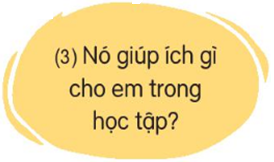 (3) Nó giúp ích gì
cho em trong
học tập?